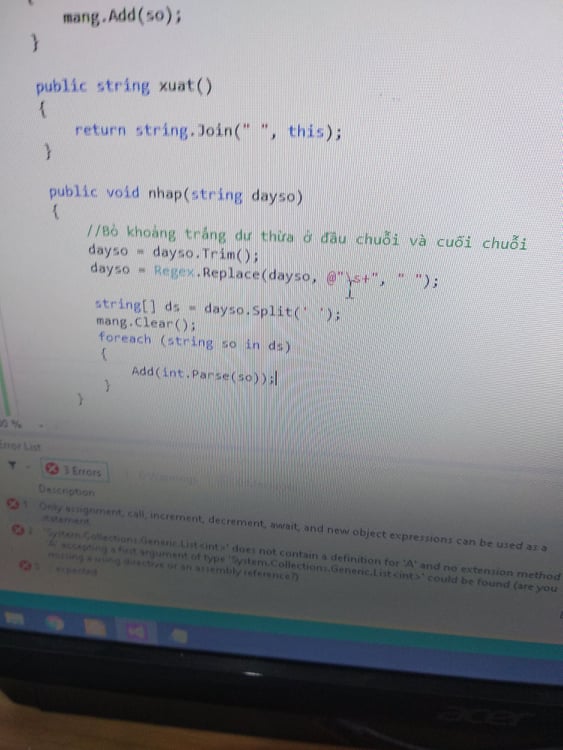 {
mang.Add(so);
}
public string xuat()
{
return string.Join(" ", this);
}
public void nhap(string dayso)
{
//Bỏ khoảng trắng dư thừa ở đầu chuỗi và cuối chuỗi
dayso = dayso.Trim();
dayso = Regex.Replace(dayso, @"\s+", " ");
string[] ds = dayso.Split(' ');
mang.Clear();
foreach (string so in ds)
{
Add(int.Parse(so));
}
}
Error List
3 Errors
Description
1 Only assignment, call, increment, decrement, await, and new object expressions can be used as a
statement
2 'System.Collections.Generic.List<int>' does not contain a definition for 'A' and no extension method
'A' accepting a first argument of type 'System.Collections.Generic.List<int>' could be found (are you
missing a using directive or an assembly reference?)
3 ; expected
acer